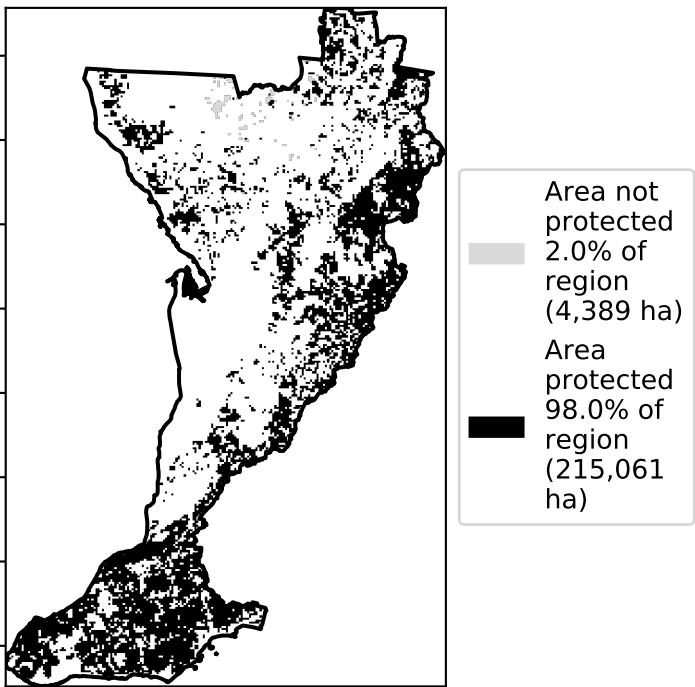 Area not
protected
2.0% of
region
(4,389 ha)
Area
protected
98.0% of
region
(215,061
ha)